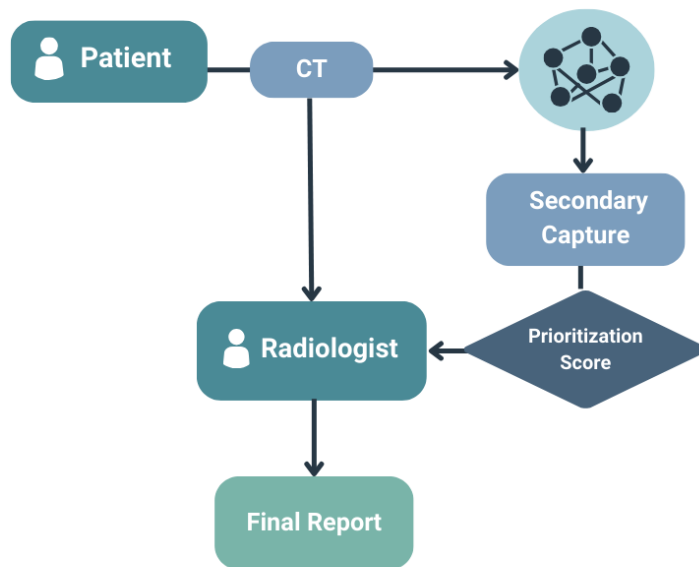 Patient
CT
Secondary
Capture
Prioritization
Score
Radiologist
Final Report